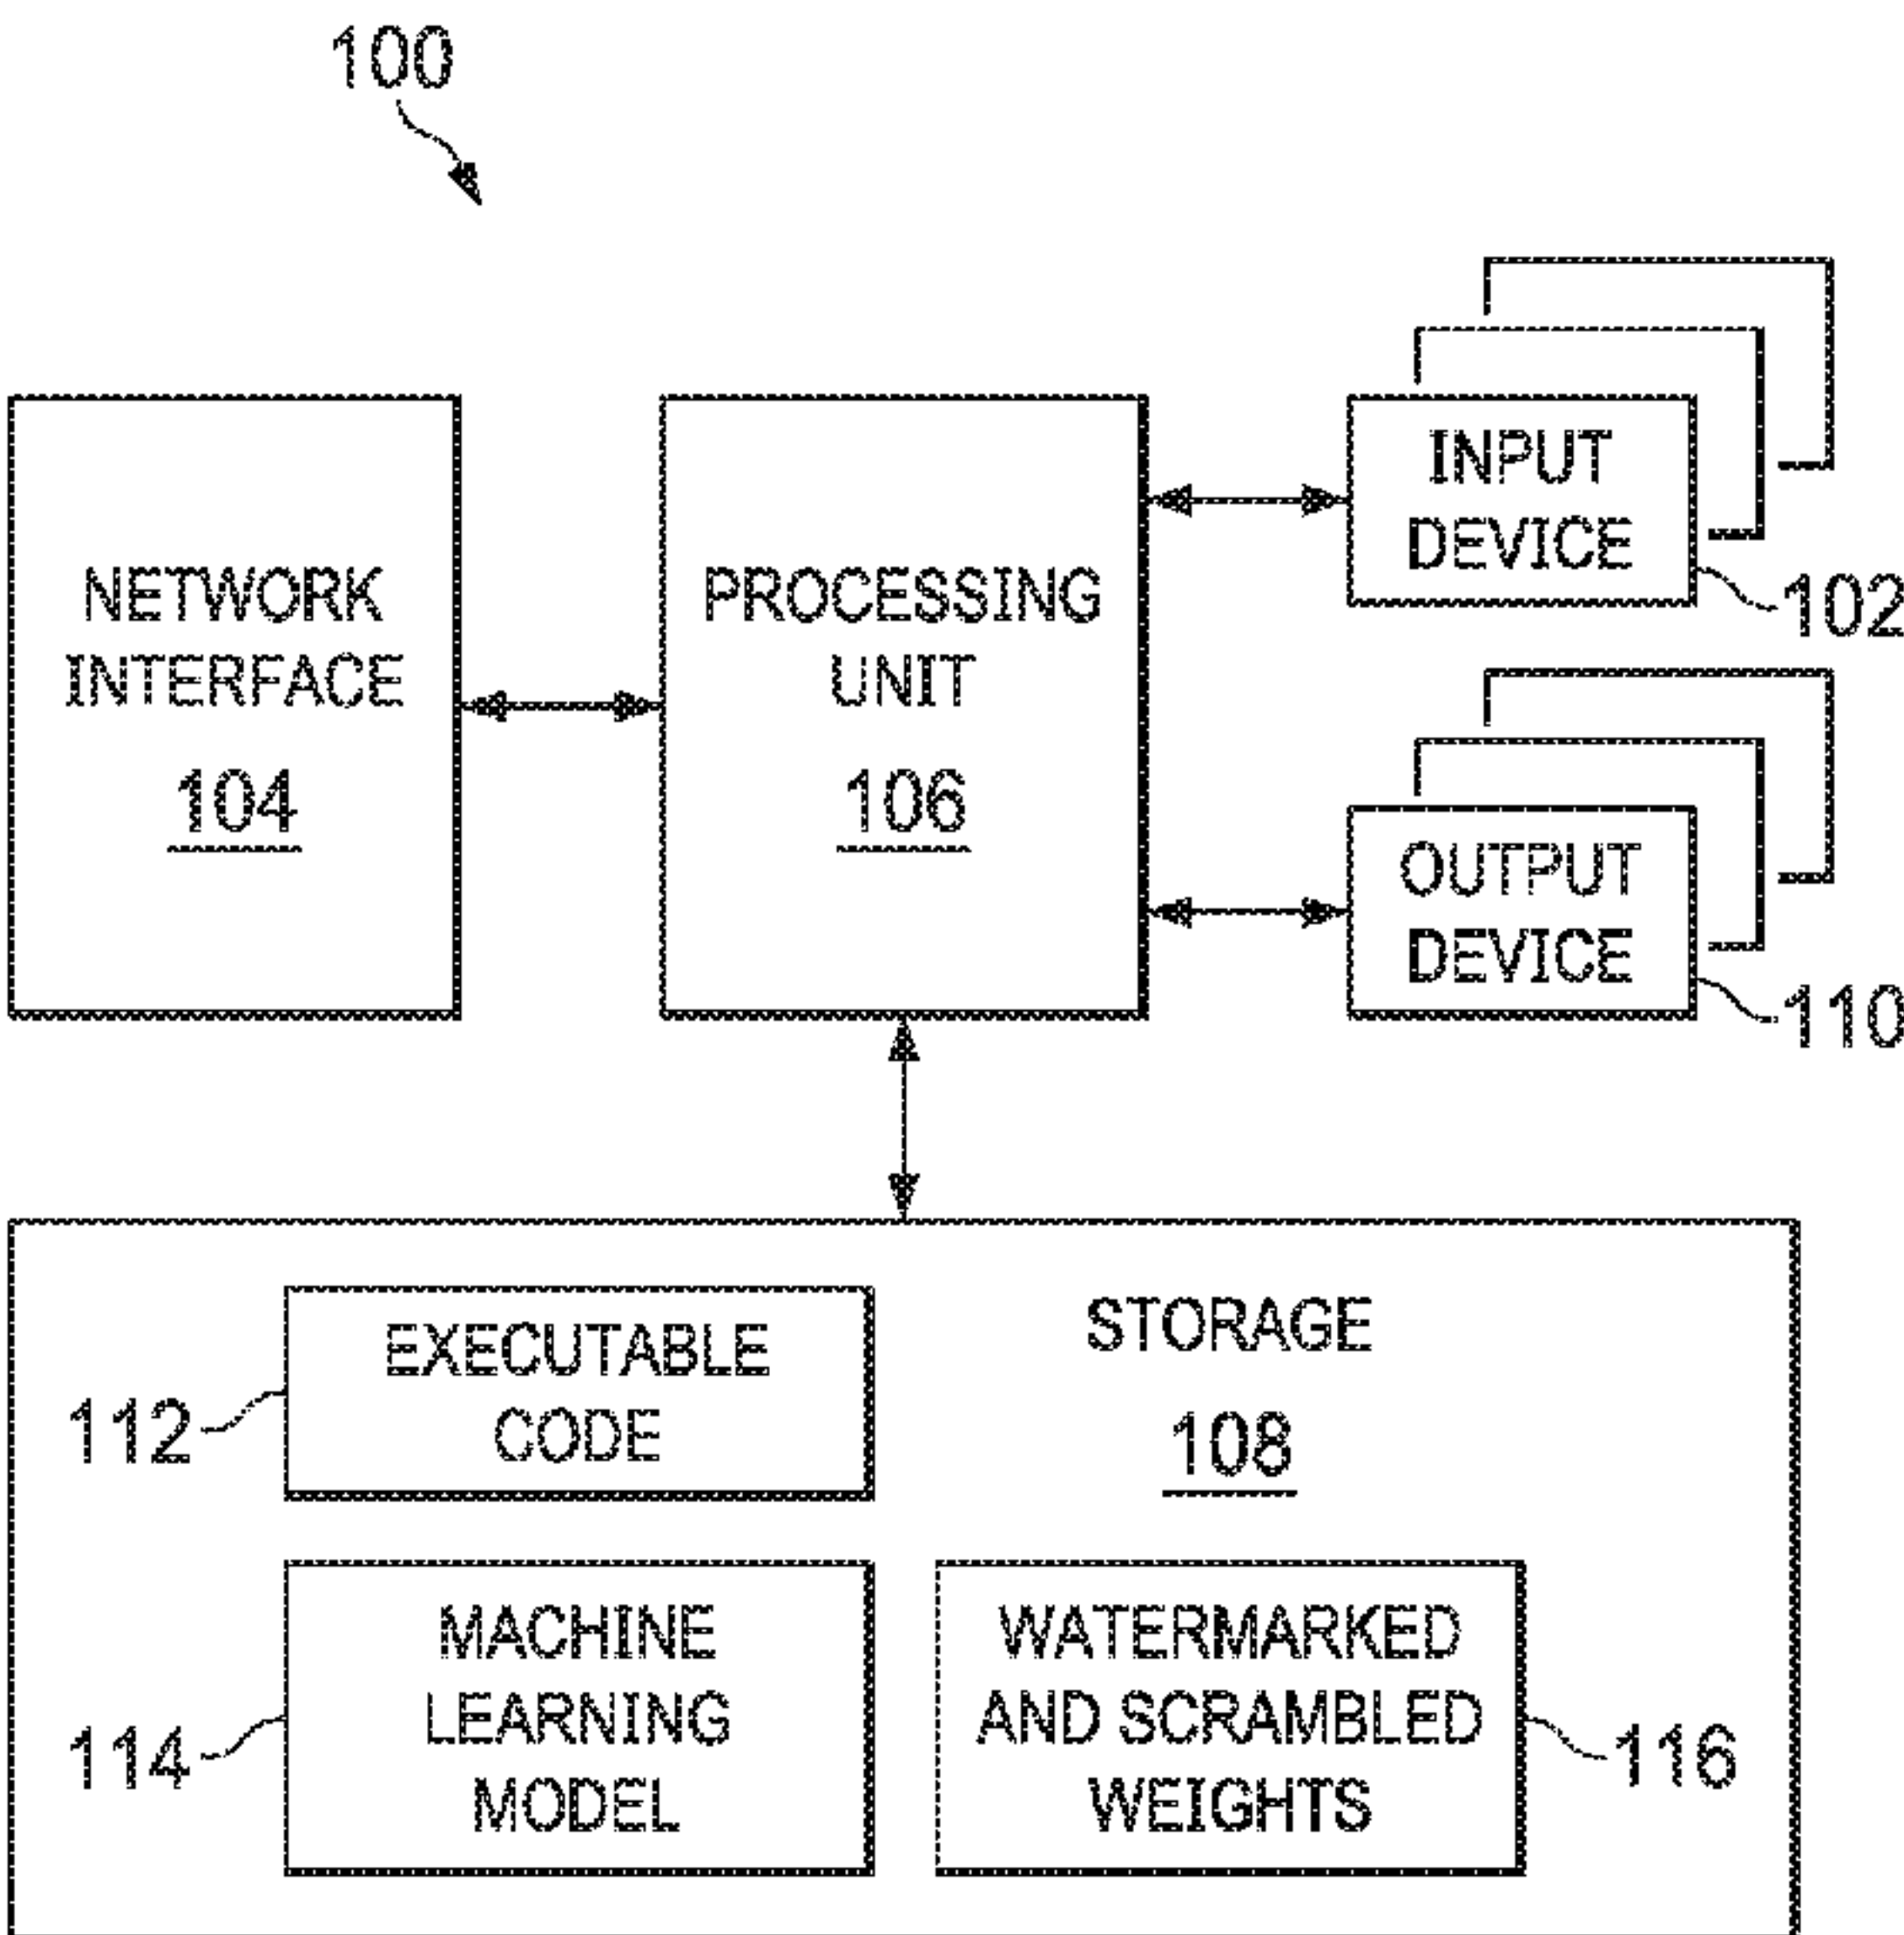 100
NETWORK
INTERFACE
104
PROCESSING
UNIT
106
INPUT
DEVICE
102
OUTPUT
DEVICE
110
EXECUTABLE
CODE
112
STORAGE
108
MACHINE
LEARNING
MODEL
114
WATERMARKED
AND SCRAMBLED
WEIGHTS
116